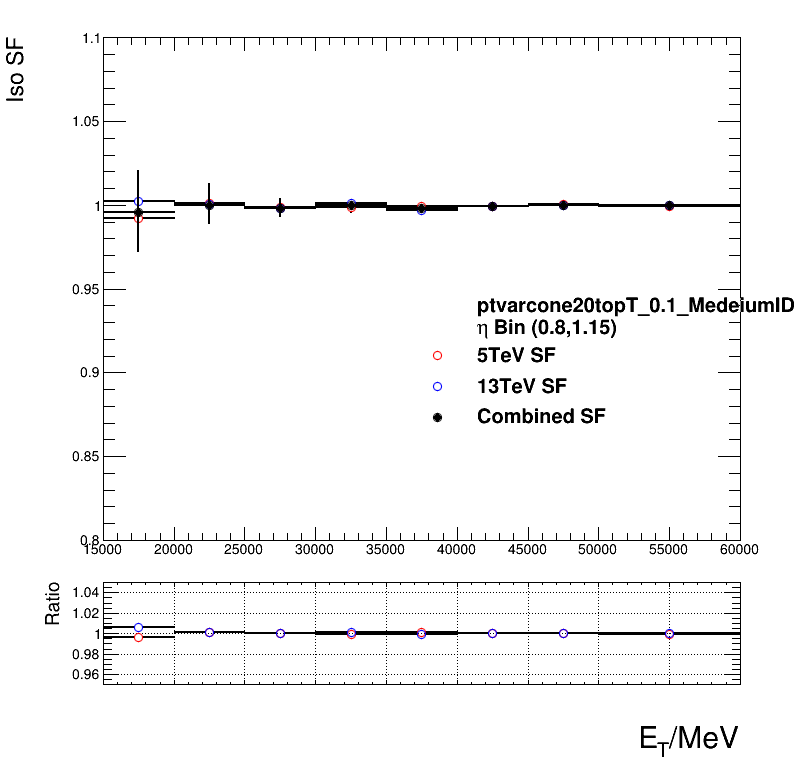 Iso SF
1.1
1.05
1
0.95
0.9
0.85
0.8
ptvarcone20topT_0.1_MedeiumID
η Bin (0.8,1.15)
5TeV SF
13TeV SF
Combined SF
15000 20000 25000 30000 35000 40000 45000 50000 55000 60000
Ratio
1.04
1.02
1
0.98
0.96
E_T/MeV